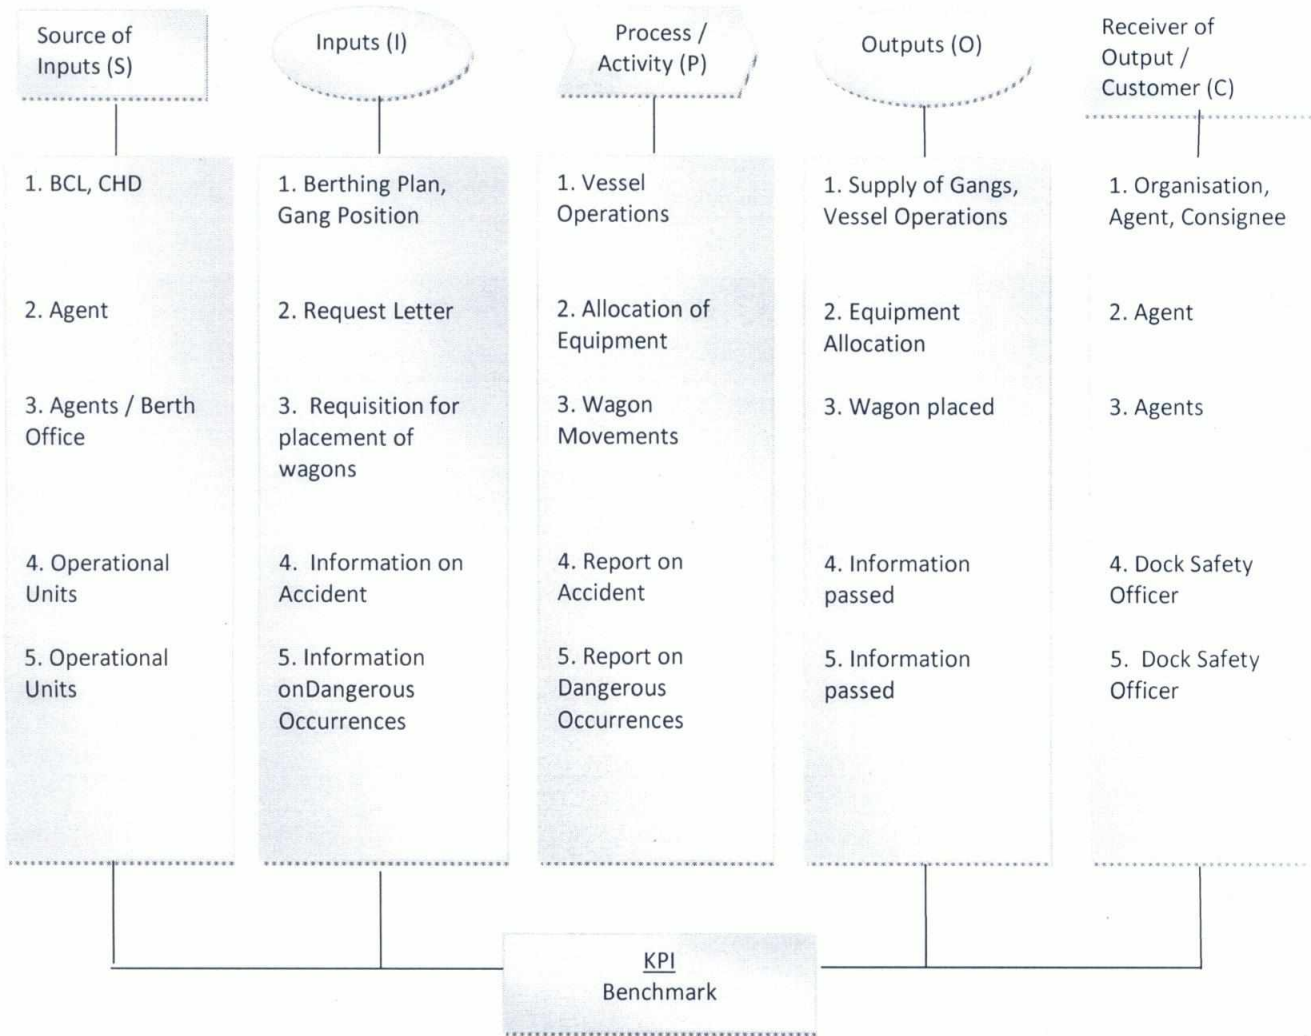 Source of
Inputs (S)
Inputs (I)
Process /
Activity (P)
Outputs (O)
Receiver of
Output /
Customer (C)
1. BCL, CHD
2. Agent
3. Agents / Berth
Office
4. Operational
Units
5. Operational
Units
1. Berthing Plan,
Gang Position
2. Request Letter
3. Requisition for
placement of
wagons
4. Information on
Accident
5. Information
onDangerous
Occurrences
1. Vessel
Operations
2. Allocation of
Equipment
3. Wagon
Movements
4. Report on
Accident
5. Report on
Dangerous
Occurrences
1. Supply of Gangs,
Vessel Operations
2. Equipment
Allocation
3. Wagon placed
4. Information
passed
5. Information
passed
1. Organisation,
Agent, Consignee
2. Agent
3. Agents
4. Dock Safety
Officer
5. Dock Safety
Officer
KPI
Benchmark